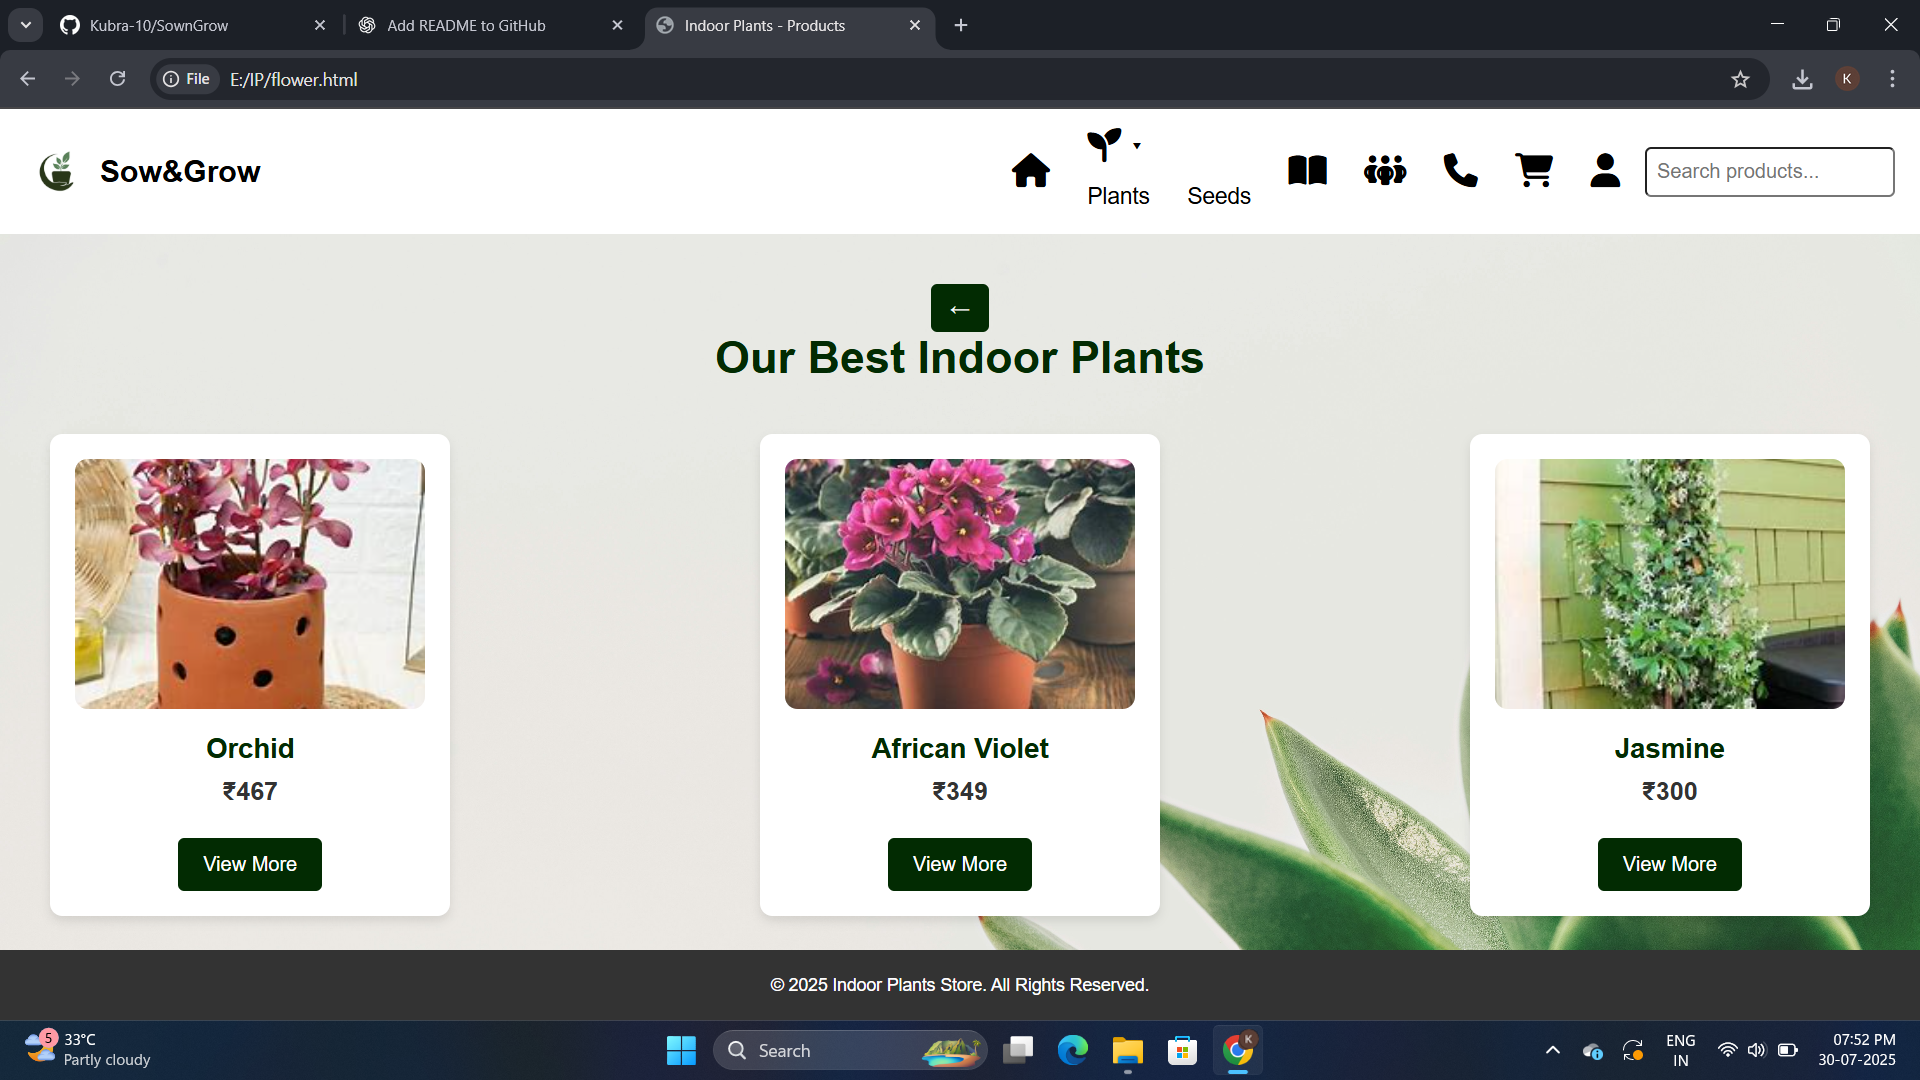 Kubra-10/SownGrow
Add README to GitHub
Indoor Plants - Products
File
E:/IP/flower.html
K
Sow&Grow
Plants
Seeds
Search products...
←
Our Best Indoor Plants
Orchid
₹467
View More
African Violet
₹349
View More
Jasmine
₹300
View More
© 2025 Indoor Plants Store. All Rights Reserved.
5
33°C
Partly cloudy
Search
K
ENG
IN
07:52 PM
30-07-2025